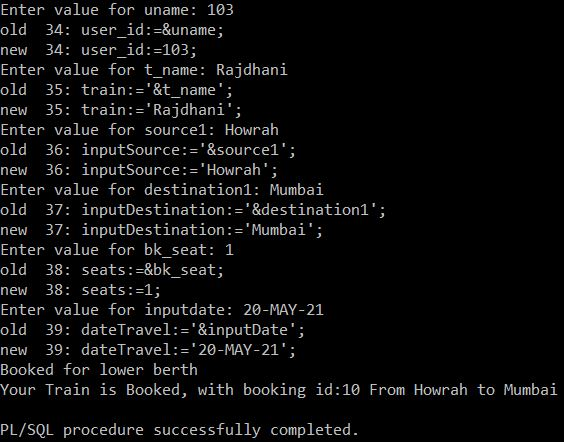 Enter value for uname: 103
old  34: user_id:=&uname;
new  34: user_id:=103;
Enter value for t_name: Rajdhani
old  35: train:='&t_name';
new  35: train:='Rajdhani';
Enter value for source1: Howrah
old  36: inputSource:='&source1';
new  36: inputSource:='Howrah';
Enter value for destination1: Mumbai
old  37: inputDestination:='&destination1';
new  37: inputDestination:='Mumbai';
Enter value for bk_seat: 1
old  38: seats:=&bk_seat;
new  38: seats:=1;
Enter value for inputdate: 20-MAY-21
old  39: dateTravel:='&inputDate';
new  39: dateTravel:='20-MAY-21';
Booked for lower berth
Your Train is Booked, with booking id:10 From Howrah to Mumbai
PL/SQL procedure successfully completed.